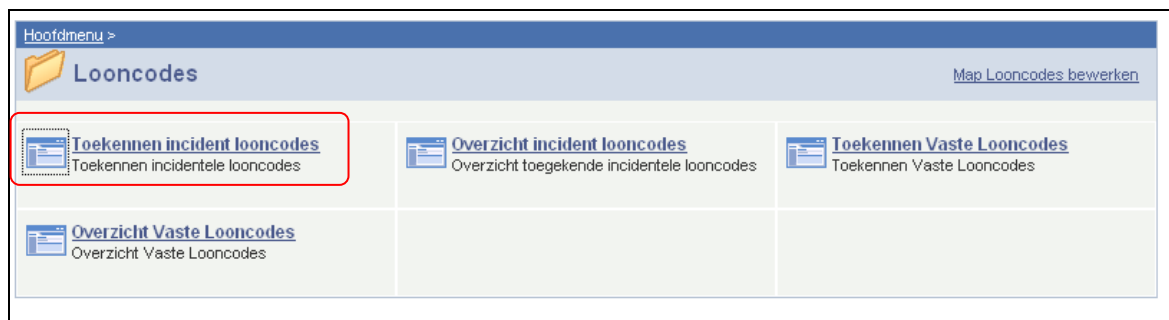 Hoofdmenu >
Looncodes
Map Looncodes bewerken
Toekennen incident looncodes
Toekennen incidentele looncodes
Overzicht incident looncodes
Overzicht toegekende incidentele looncodes
Toekennen Vaste Looncodes
Toekennen Vaste Looncodes
Overzicht Vaste Looncodes
Overzicht Vaste Looncodes